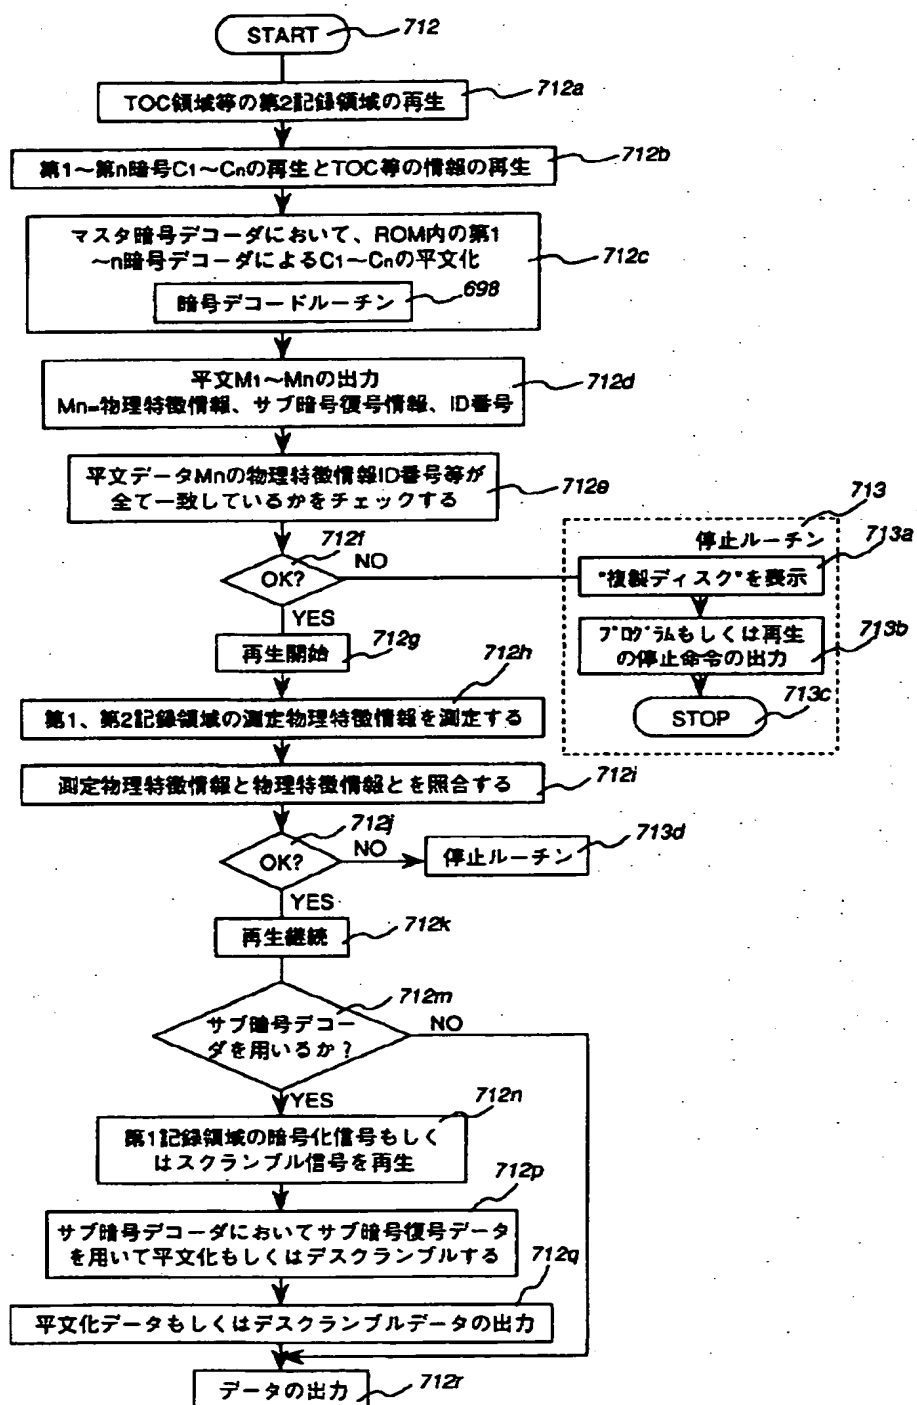 START
712
TOC領域等の第2記録領域の再生
712a
第1～第n暗号C1～Cnの再生とTOC等の情報の再生
712b
マスタ暗号デコーダにおいて、ROM内の第1
～n暗号デコーダによるC1～Cnの平文化
712c
暗号デコードルーチン
698
平文M1～Mnの出力
Mn=物理特徴情報、サブ暗号復号情報、ID番号
712d
平文データMnの物理特徴情報ID番号等が
全て一致しているかをチェックする
712e
OK?
712f
NO
YES
713
停止ルーチン
713a
"複製ディスク"を表示
プログラムもしくは再生
の停止命令の出力
713b
STOP
713c
再生開始
712g
712h
第1、第2記録領域の測定物理特徴情報を測定する
測定物理特徴情報と物理特徴情報とを照合する
712i
OK?
712j
NO
停止ルーチン
713d
YES
再生継続
712k
サブ暗号デコー
ダを用いるか？
712m
NO
YES
712n
第1記録領域の暗号化信号もしく
はスクランブル信号を再生
712p
サブ暗号デコーダにおいてサブ暗号復号データ
を用いて平文化もしくはデスクランブルする
712q
平文化データもしくはデスクランブルデータの出力
データの出力
712r